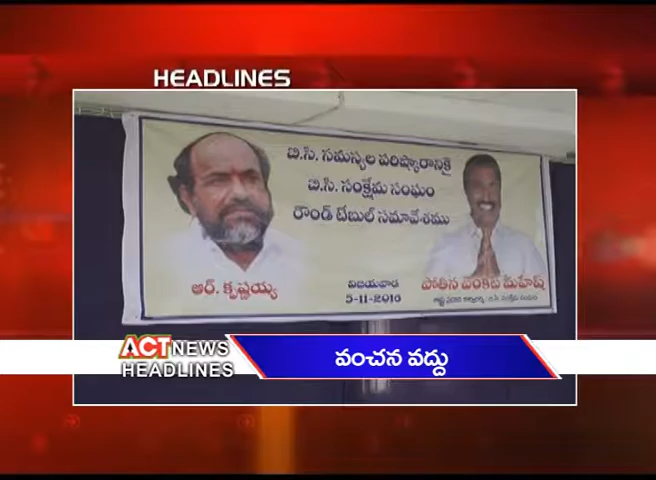 HEADLINES
బి.సి. సమస్యల పరిష్కారానికై
బి.సి. సంక్షేమ సంఘం
రౌండ్ టేబుల్ సమావేశము
ఆర్. కృష్ణయ్య
విజయవాడ
5-11-2016
పోతిన వెంకట మహేష్
ACT NEWS
HEADLINES
వంచన వద్దు